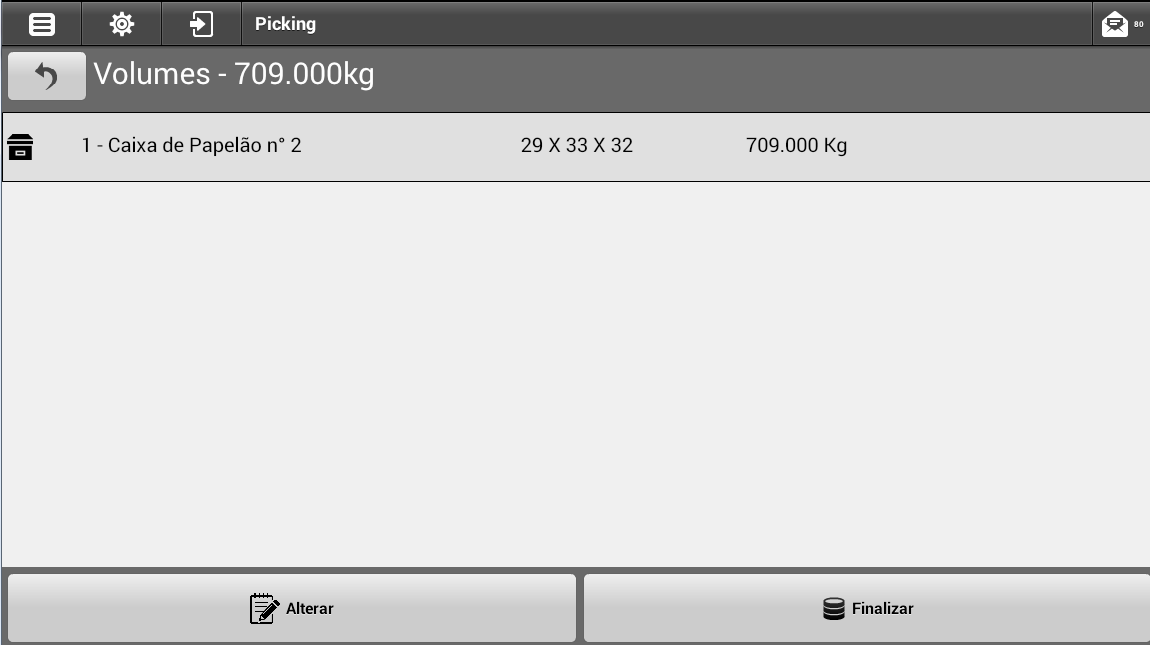 Picking
80
Volumes - 709.000kg
1 - Caixa de Papelão n° 2 29 X 33 X 32 709.000 Kg
Alterar Finalizar